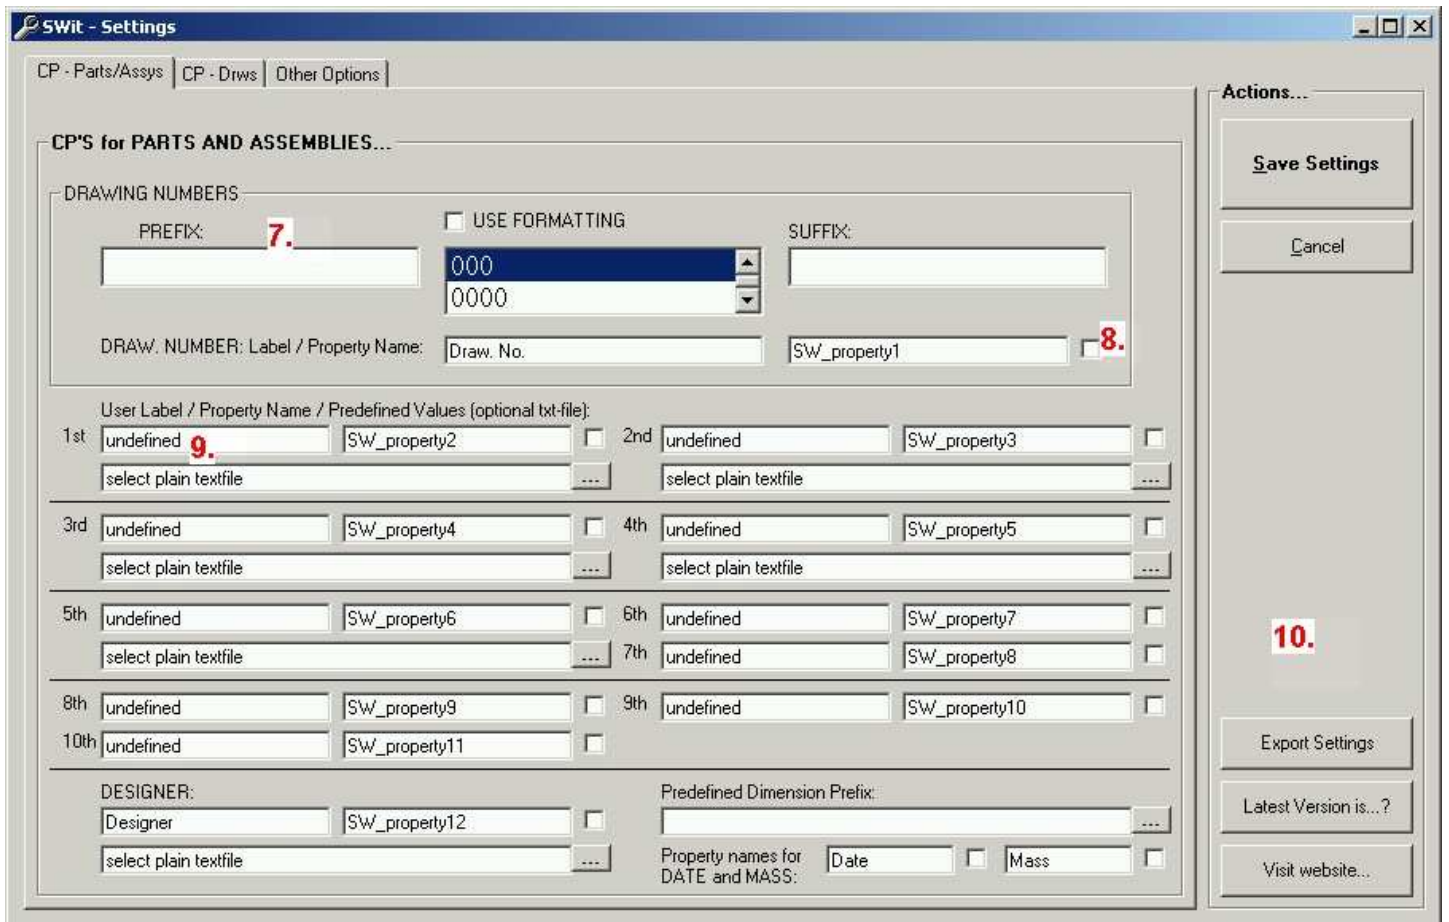 SWit - Settings
CP - Parts/Assys CP - Drws Other Options
Actions...
CP'S for PARTS AND ASSEMBLIES...
Save Settings
DRAWING NUMBERS
PREFIX: 7. USE FORMATTING SUFFIX:
Cancel
000
0000
DRAW. NUMBER: Label / Property Name: Draw. No. SW_property1 8.
User Label / Property Name / Predefined Values (optional txt-file):
1st undefined 9. SW_property2 2nd undefined SW_property3
select plain textfile ... select plain textfile ...
3rd undefined SW_property4 4th undefined SW_property5
select plain textfile ... select plain textfile ...
5th undefined SW_property6 6th undefined SW_property7
10.
select plain textfile ... 7th undefined SW_property8
8th undefined SW_property9 9th undefined SW_property10
10th undefined SW_property11
Export Settings
DESIGNER: Predefined Dimension Prefix:
Designer SW_property12 ...
Latest Version is...?
select plain textfile ... Property names for Date Mass
DATE and MASS:
Visit website...